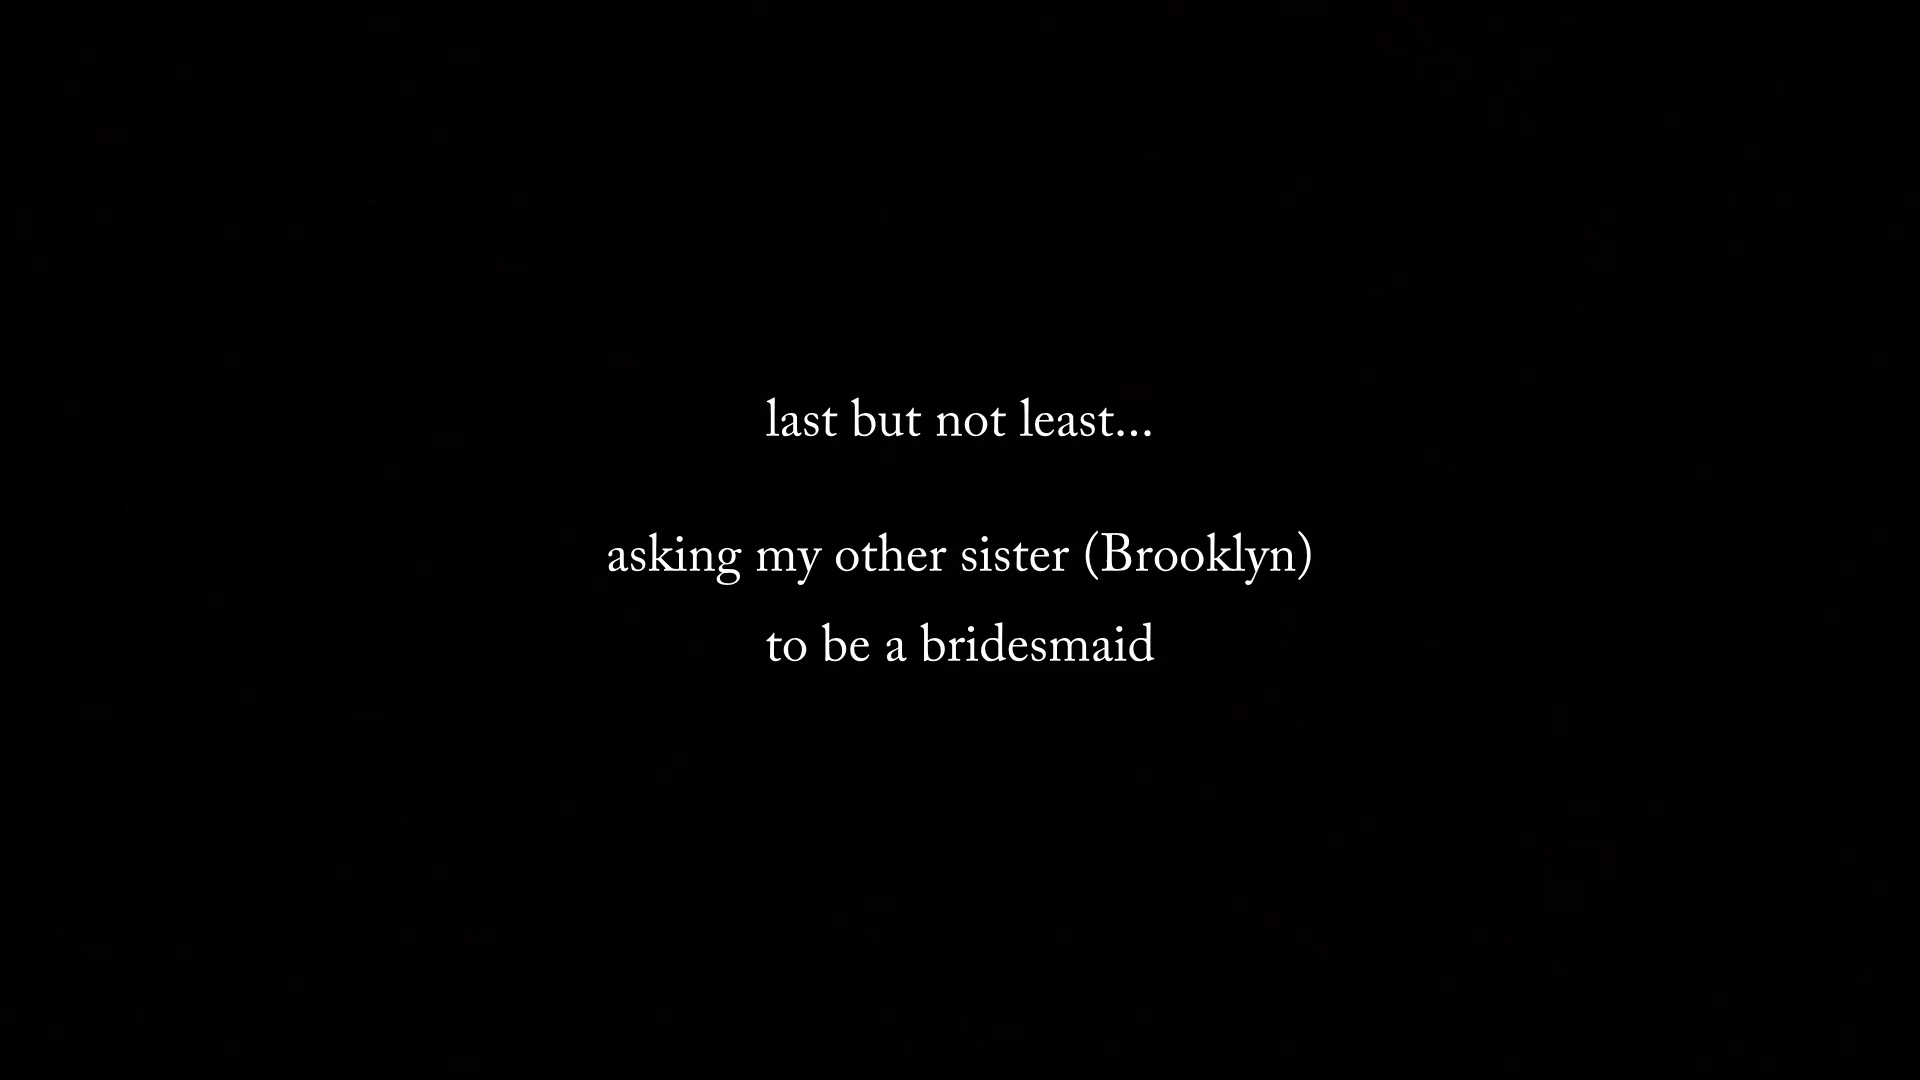 last but not least...
asking my other sister (Brooklyn)
to be a bridesmaid